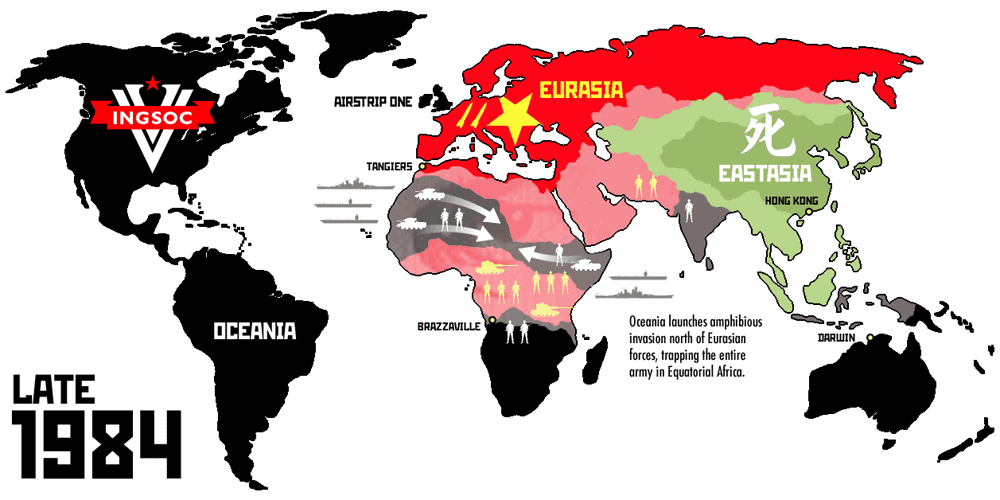 INGSOC
AIRSTRIP ONE
EURASIA
死
EASTASIA
TANGIERS
HONG KONG
OCEANIA
BRAZZAVILLE
DARWIN
Oceania launches amphibious
invasion north of Eurasian
forces, trapping the entire
army in Equatorial Africa.
LATE
1984